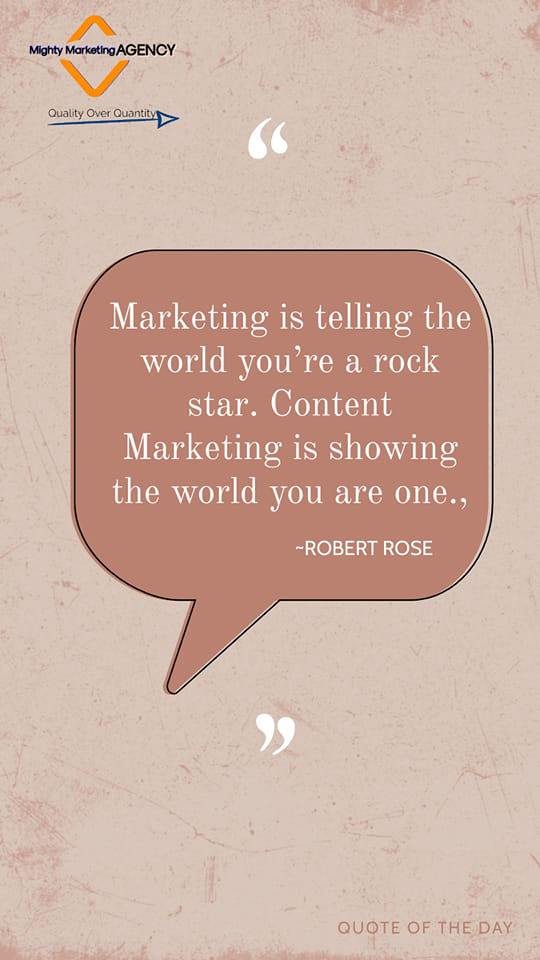 Mighty Marketing AGENCY
Quality Over Quantity
“
Marketing is telling the
world you’re a rock
star. Content
Marketing is showing
the world you are one.,
~ROBERT ROSE
”
QUOTE OF THE DAY